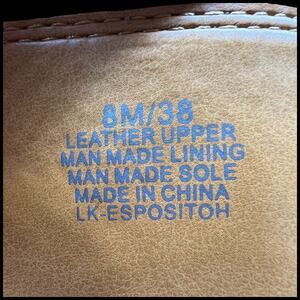 8M/38
LEATHER UPPER
MAN MADE LINING
MAN MADE SOLE
MADE IN CHINA
LK-ESPOSITOH